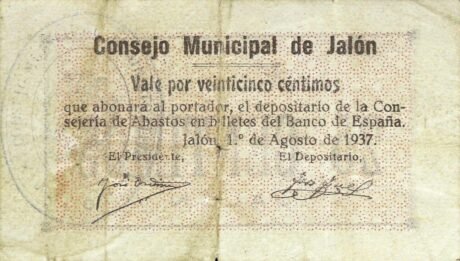 Consejo Municipal de Jalón
Vale por veinticinco céntimos
que abonará al portador, el depositario de la Con-
sejería de Abastos en billetes del Banco de España.
Jalón, 1.º de Agosto de 1937.
El Presidente, El Depositario,